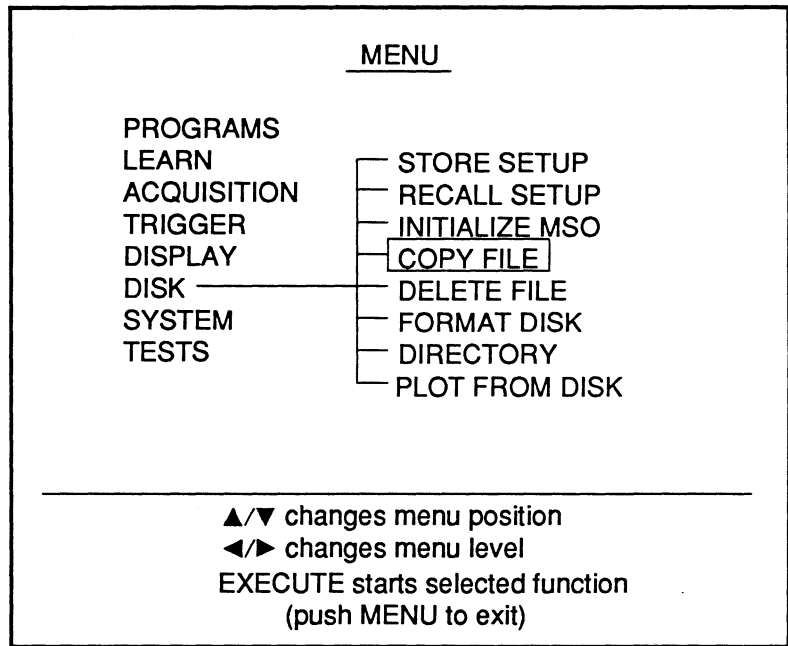 MENU
PROGRAMS
LEARN
ACQUISITION
TRIGGER
DISPLAY
DISK
SYSTEM
TESTS
STORE SETUP
RECALL SETUP
INITIALIZE MSO
COPY FILE
DELETE FILE
FORMAT DISK
DIRECTORY
PLOT FROM DISK
▲/▼ changes menu position
◄/► changes menu level
EXECUTE starts selected function
(push MENU to exit)